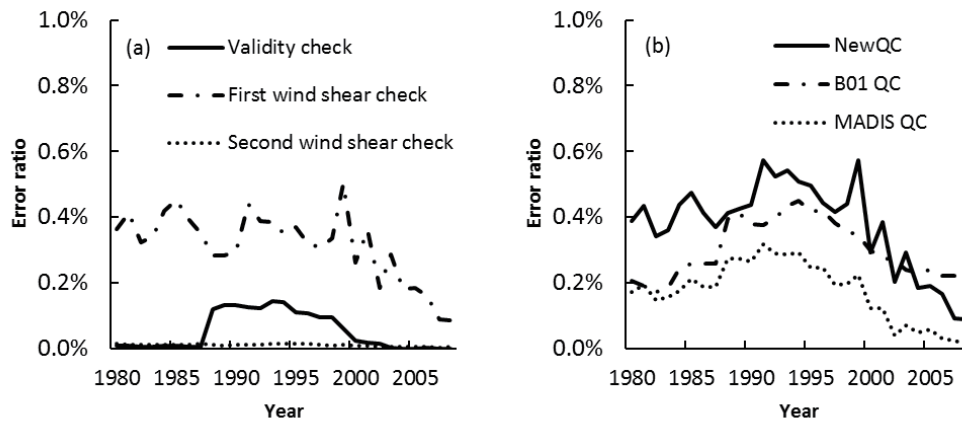 (a)
Validity check
First wind shear check
Second wind shear check
1.0%
0.8%
0.6%
0.4%
0.2%
0.0%
Error ratio
1980 1985 1990 1995 2000 2005
Year
(b)
NewQC
B01 QC
MADIS QC
1.0%
0.8%
0.6%
0.4%
0.2%
0.0%
Error ratio
1980 1985 1990 1995 2000 2005
Year